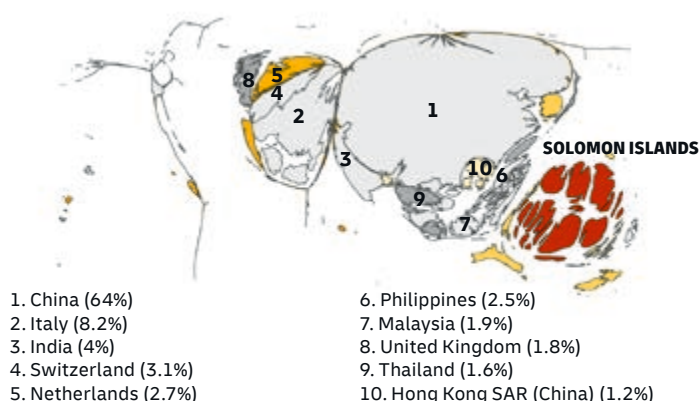 5
8
4
2
1
3
SOLOMON ISLANDS
10
6
9
7
1. China (64%)
2. Italy (8.2%)
3. India (4%)
4. Switzerland (3.1%)
5. Netherlands (2.7%)
6. Philippines (2.5%)
7. Malaysia (1.9%)
8. United Kingdom (1.8%)
9. Thailand (1.6%)
10. Hong Kong SAR (China) (1.2%)